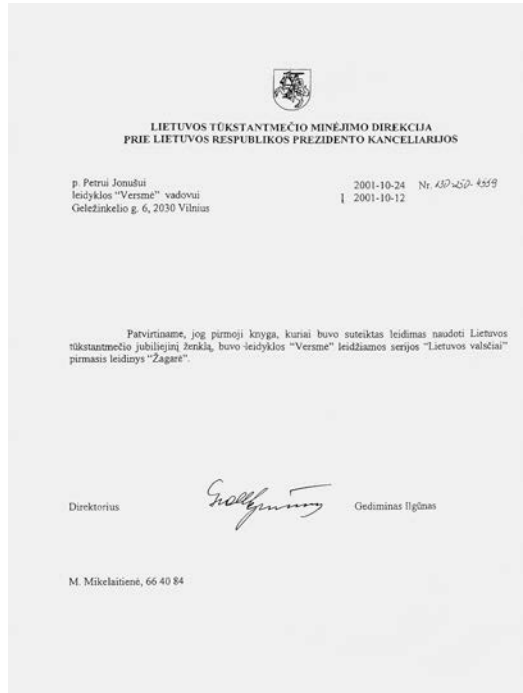 LIETUVOS TŪKSTANTMEČIO MINĖJIMO DIREKCIJA
PRIE LIETUVOS RESPUBLIKOS PREZIDENTO KANCELIARIJOS
p. Petrui Jonušui
leidyklos “Versmė” vadovui
Geležinkelio g. 6, 2030 Vilnius
2001-10-24 Nr.
Į 2001-10-12
Patvirtiname, jog pirmoji knyga, kuriai buvo suteiktas leidimas naudoti Lietuvos
tūkstantmečio jubiliejinį ženklą, buvo leidyklos “Versmė” leidžiamos serijos “Lietuvos valsčiai”
pirmasis leidinys “Žagarė”.
Direktorius
Gediminas Ilgūnas
M. Mikelaitienė, 66 40 84